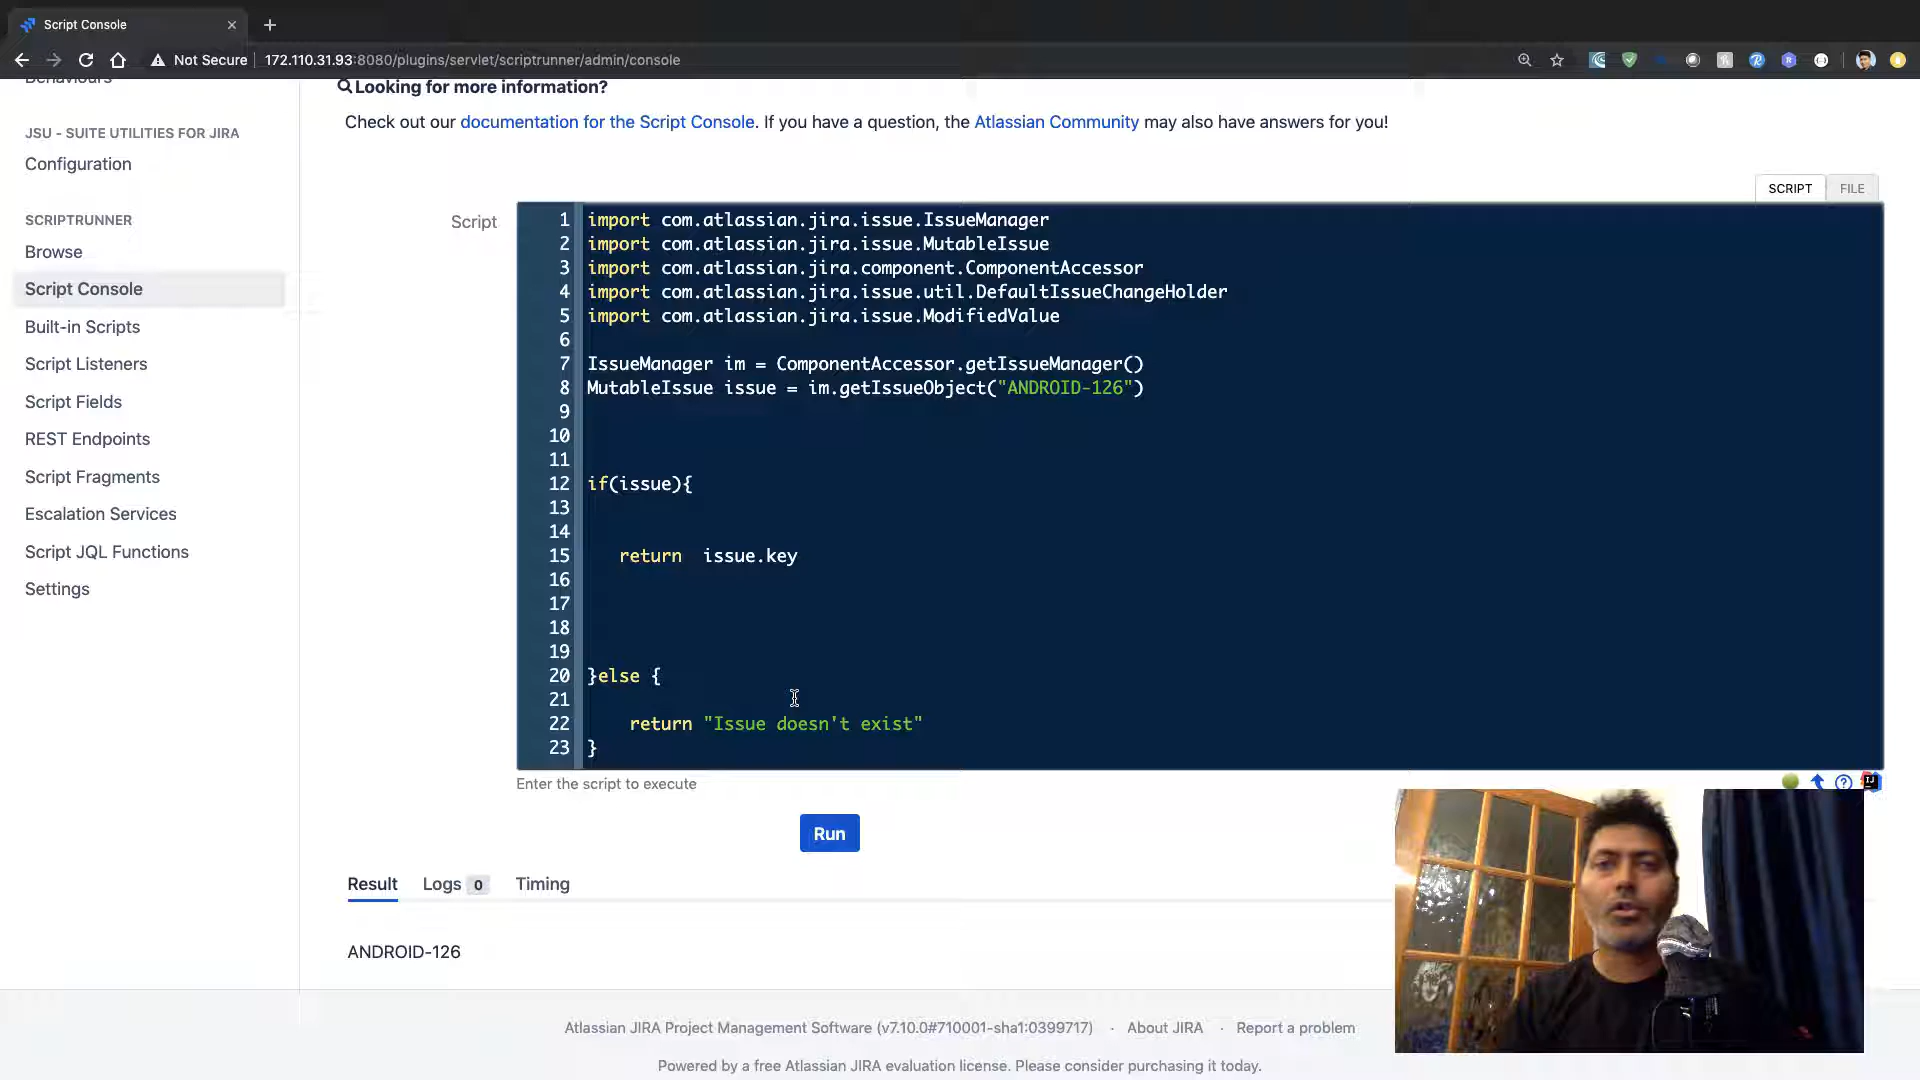 Script Console
Not Secure
172.110.31.93:8080/plugins/servlet/scriptrunner/admin/console
Behaviours
JSU - SUITE UTILITIES FOR JIRA
Configuration
SCRIPTRUNNER
Browse
Script Console
Built-in Scripts
Script Listeners
Script Fields
REST Endpoints
Script Fragments
Escalation Services
Script JQL Functions
Settings
Looking for more information?
Check out our documentation for the Script Console. If you have a question, the Atlassian Community may also have answers for you!
SCRIPT FILE
Script
1 import com.atlassian.jira.issue.IssueManager
2 import com.atlassian.jira.issue.MutableIssue
3 import com.atlassian.jira.component.ComponentAccessor
4 import com.atlassian.jira.issue.util.DefaultIssueChangeHolder
5 import com.atlassian.jira.issue.ModifiedValue
6
7 IssueManager im = ComponentAccessor.getIssueManager()
8 MutableIssue issue = im.getIssueObject("ANDROID-126")
9
10
11
12 if(issue){
13
14
15 return  issue.key
16
17
18
19
20 }else {
21
22 return "Issue doesn't exist"
23 }
Enter the script to execute
Run
Result Logs 0 Timing
ANDROID-126
Atlassian JIRA Project Management Software (v7.10.0#710001-sha1:0399717) · About JIRA · Report a problem
Powered by a free Atlassian JIRA evaluation license. Please consider purchasing it today.